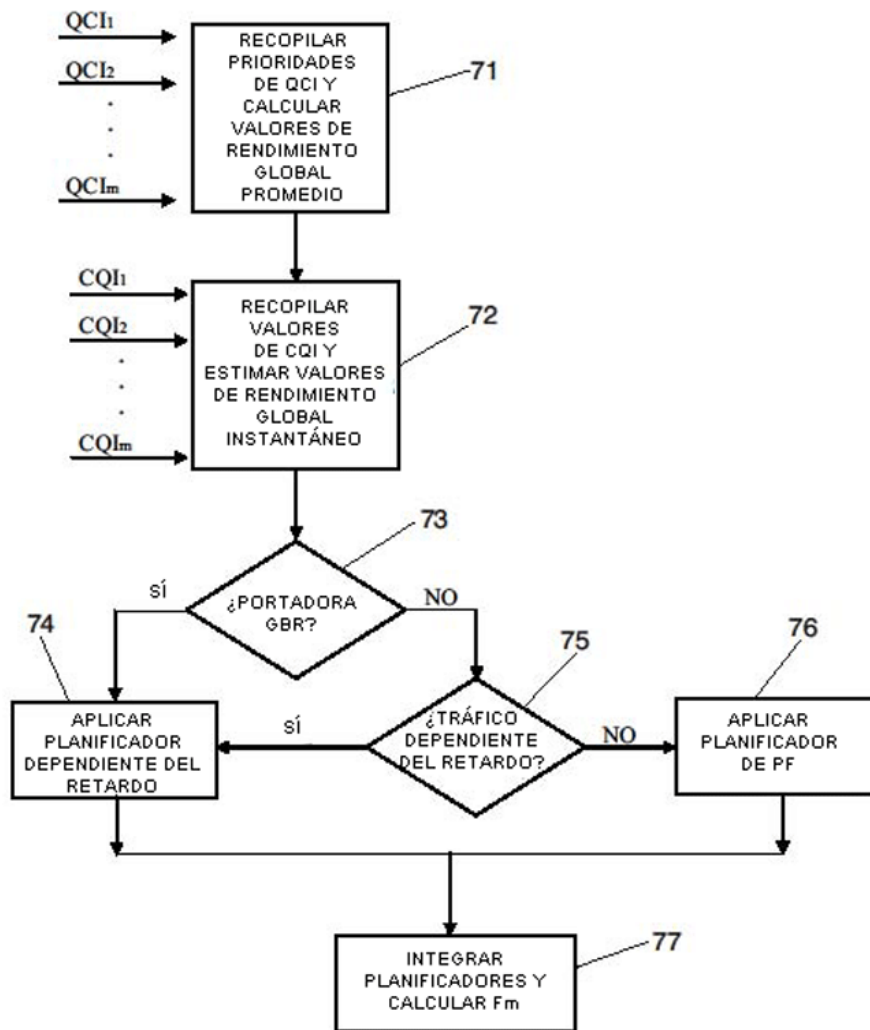 QCI1
QCI2
.
.
.
QCIm
RECOPILAR
PRIORIDADES
DE QCI Y
CALCULAR
VALORES DE
RENDIMIENTO
GLOBAL
PROMEDIO
71
CQI1
CQI2
.
.
.
CQIm
RECOPILAR
VALORES
DE CQI Y
ESTIMAR VALORES
DE RENDIMIENTO
GLOBAL
INSTANTÁNEO
72
73
¿PORTADORA
GBR?
SÍ
NO
74
APLICAR
PLANIFICADOR
DEPENDIENTE DEL
RETARDO
75
¿TRÁFICO
DEPENDIENTE
DEL RETARDO?
SÍ
NO
76
APLICAR
PLANIFICADOR
DE PF
77
INTEGRAR
PLANIFICADORES Y
CALCULAR Fm